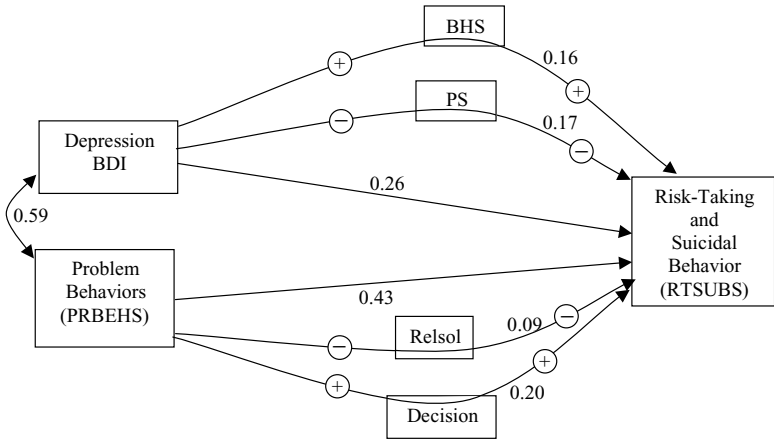 BHS
0.16
+
+
PS
0.17
−
−
Depression
BDI
0.26
0.59
Risk-Taking
and
Suicidal
Behavior
(RTSUBS)
Problem
Behaviors
(PRBEHS)
0.43
Relsol
0.09
−
−
+
+
0.20
Decision